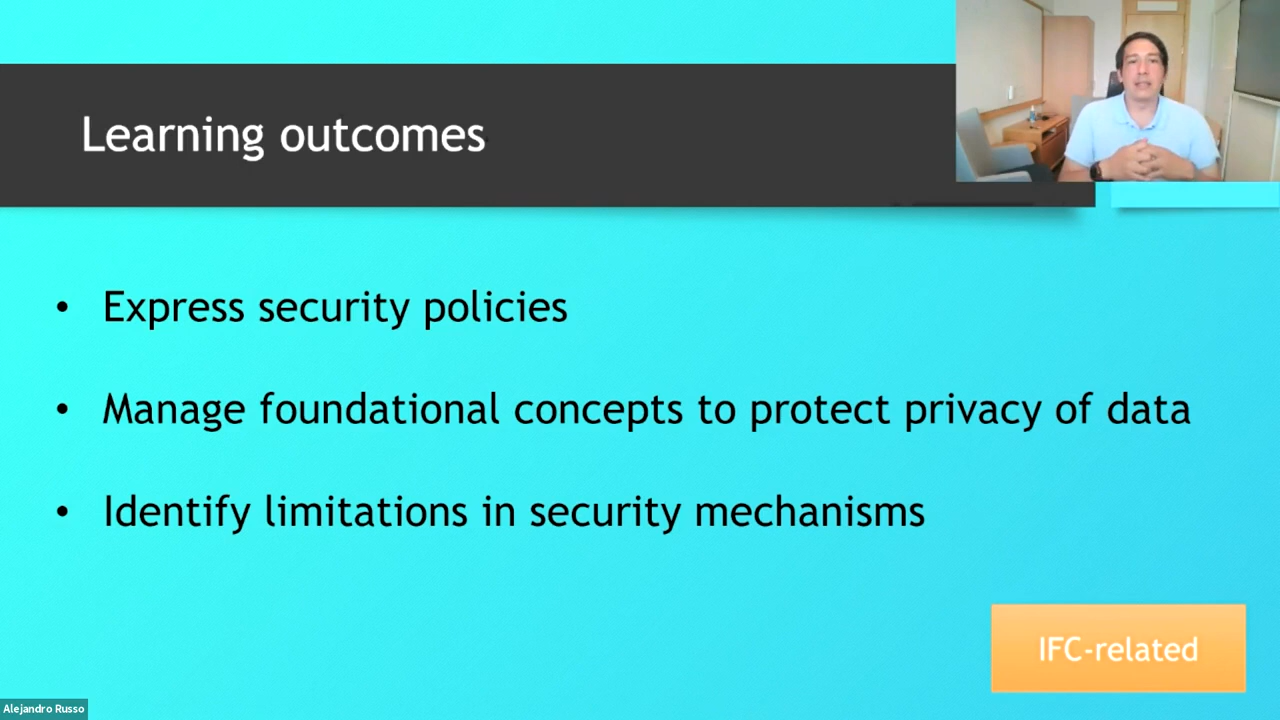 Learning outcomes
• Express security policies
• Manage foundational concepts to protect privacy of data
• Identify limitations in security mechanisms
IFC-related
Alejandro Russo